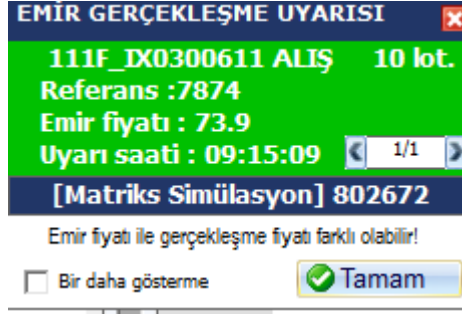 EMİR GERÇEKLEŞME UYARISI
111F_IX0300611 ALIŞ 10 lot.
Referans :7874
Emir fiyatı : 73.9
Uyarı saati : 09:15:09 1/1
[Matriks Simülasyon] 802672
Emir fiyatı ile gerçekleşme fiyatı farklı olabilir!
Bir daha gösterme Tamam